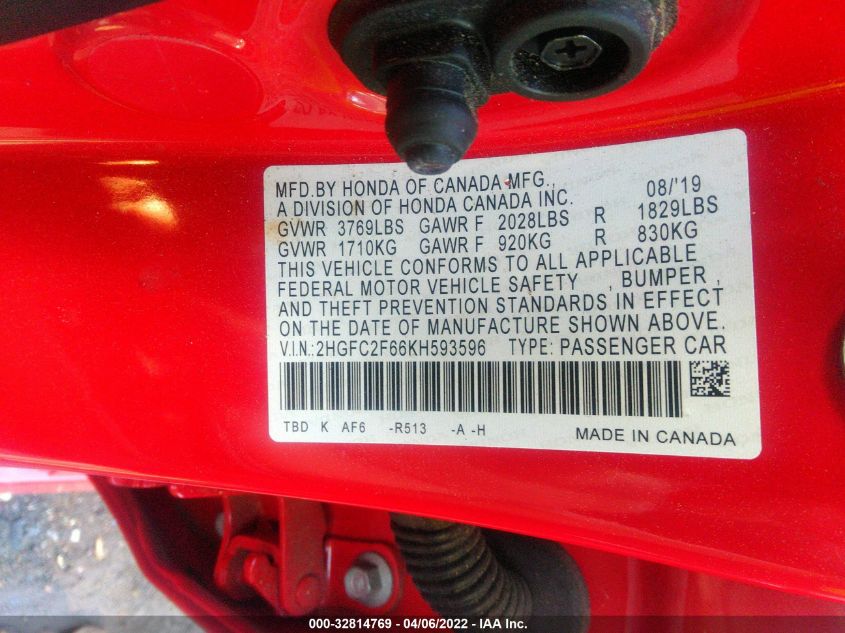 MFD.BY HONDA OF CANADA MFG., 08/'19
A DIVISION OF HONDA CANADA INC.
GVWR 3769LBS GAWR F 2028LBS R 1829LBS
GVWR 1710KG GAWR F 920KG R 830KG
THIS VEHICLE CONFORMS TO ALL APPLICABLE
FEDERAL MOTOR VEHICLE SAFETY , BUMPER ,
AND THEFT PREVENTION STANDARDS IN EFFECT
ON THE DATE OF MANUFACTURE SHOWN ABOVE.
V.I.N.:2HGFC2F66KH593596 TYPE: PASSENGER CAR
TBD K AF6 -R513 -A -H MADE IN CANADA
000-32814769 - 04/06/2022 - IAA Inc.